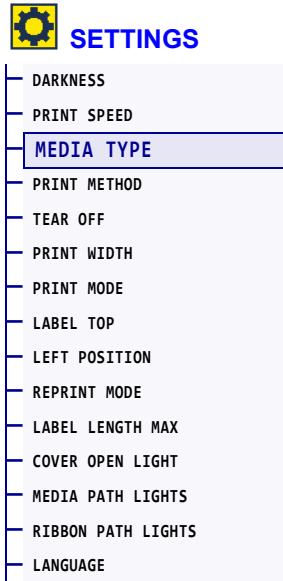 SETTINGS
DARKNESS
PRINT SPEED
MEDIA TYPE
PRINT METHOD
TEAR OFF
PRINT WIDTH
PRINT MODE
LABEL TOP
LEFT POSITION
REPRINT MODE
LABEL LENGTH MAX
COVER OPEN LIGHT
MEDIA PATH LIGHTS
RIBBON PATH LIGHTS
LANGUAGE